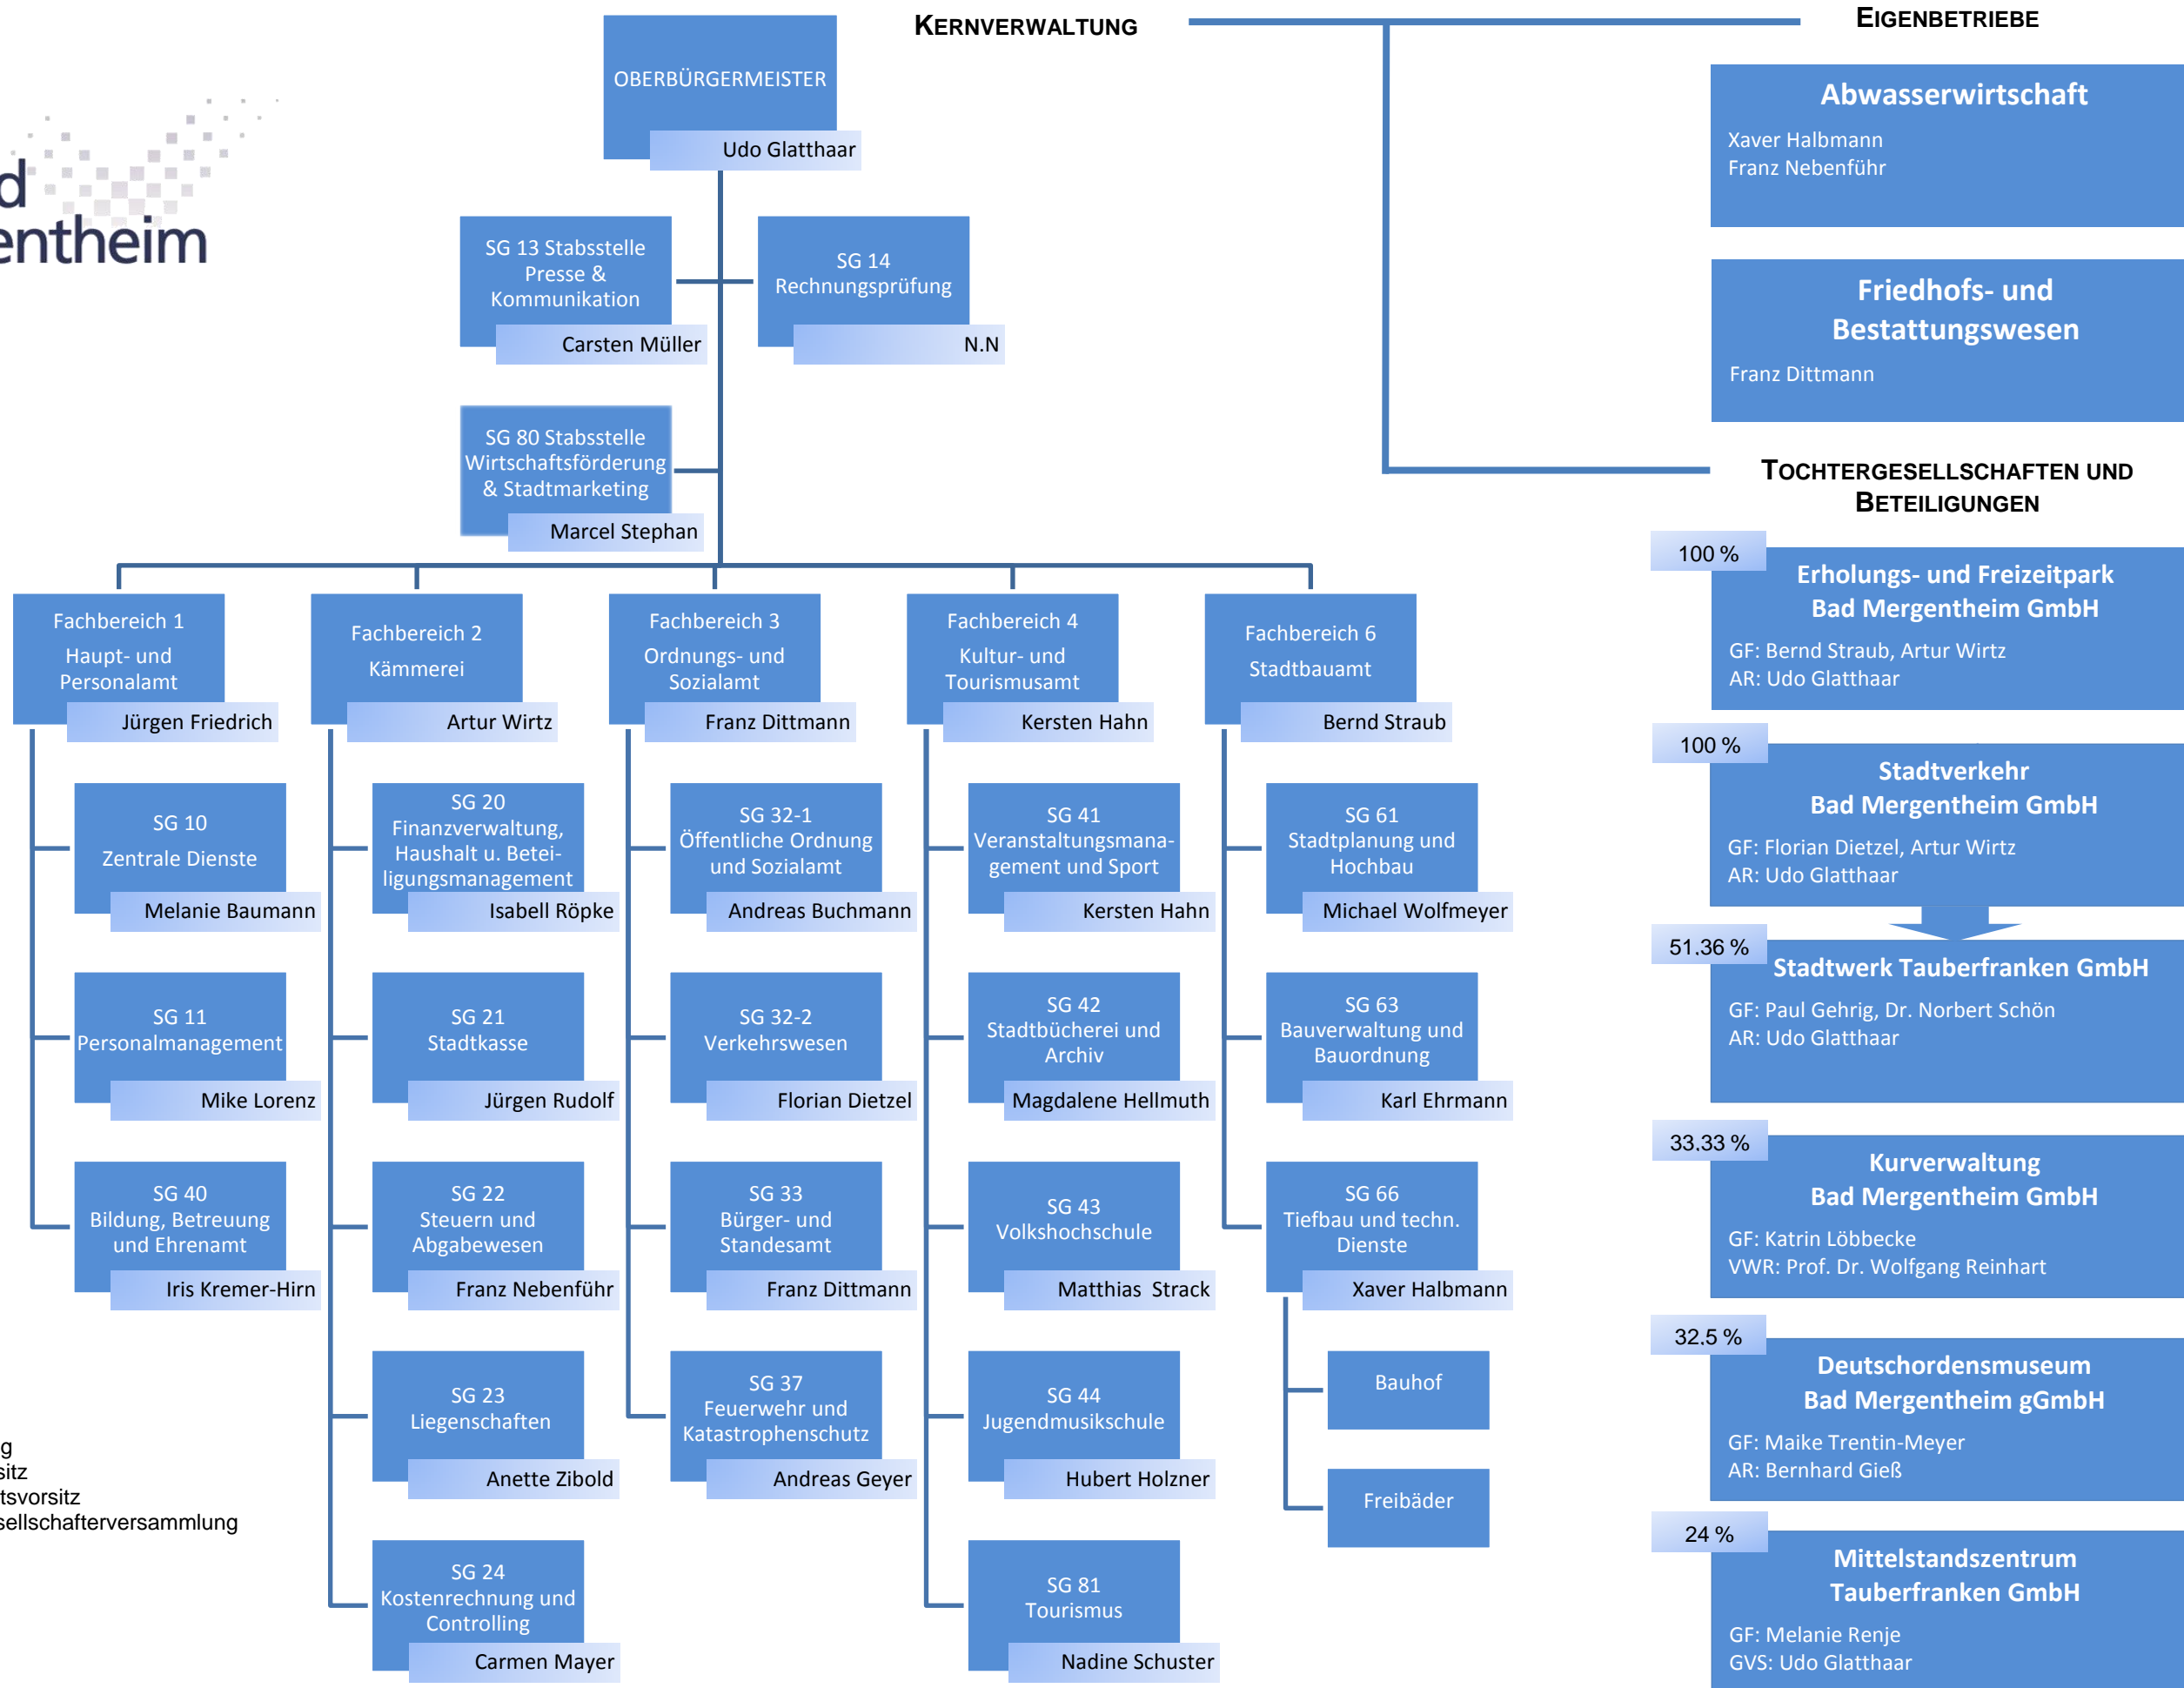 KERNVERWALTUNG
EIGENBETRIEBE
OBERBÜRGERMEISTER
Udo Glatthaar
d
entheim
SG 13 Stabsstelle
Presse &
Kommunikation
Carsten Müller
SG 14
Rechnungsprüfung
N.N
SG 80 Stabsstelle
Wirtschaftsförderung
& Stadtmarketing
Marcel Stephan
Fachbereich 1
Haupt- und
Personalamt
Jürgen Friedrich
SG 10
Zentrale Dienste
Melanie Baumann
SG 11
Personalmanagement
Mike Lorenz
SG 40
Bildung, Betreuung
und Ehrenamt
Iris Kremer-Hirn
Fachbereich 2
Kämmerei
Artur Wirtz
SG 20
Finanzverwaltung,
Haushalt u. Betei-
ligungsmanagement
Isabell Röpke
SG 21
Stadtkasse
Jürgen Rudolf
SG 22
Steuern und
Abgabewesen
Franz Nebenführ
SG 23
Liegenschaften
Anette Zibold
SG 24
Kostenrechnung und
Controlling
Carmen Mayer
Fachbereich 3
Ordnungs- und
Sozialamt
Franz Dittmann
SG 32-1
Öffentliche Ordnung
und Sozialamt
Andreas Buchmann
SG 32-2
Verkehrswesen
Florian Dietzel
SG 33
Bürger- und
Standesamt
Franz Dittmann
SG 37
Feuerwehr und
Katastrophenschutz
Andreas Geyer
Fachbereich 4
Kultur- und
Tourismusamt
Kersten Hahn
SG 41
Veranstaltungsmana-
gement und Sport
Kersten Hahn
SG 42
Stadtbücherei und
Archiv
Magdalene Hellmuth
SG 43
Volkshochschule
Matthias Strack
SG 44
Jugendmusikschule
Hubert Holzner
SG 81
Tourismus
Nadine Schuster
Fachbereich 6
Stadtbauamt
Bernd Straub
SG 61
Stadtplanung und
Hochbau
Michael Wolfmeyer
SG 63
Bauverwaltung und
Bauordnung
Karl Ehrmann
SG 66
Tiefbau und techn.
Dienste
Xaver Halbmann
Bauhof
Freibäder
Abwasserwirtschaft
Xaver Halbmann
Franz Nebenführ
Friedhofs- und
Bestattungswesen
Franz Dittmann
TOCHTERGESELLSCHAFTEN UND
BETEILIGUNGEN
100 %
Erholungs- und Freizeitpark
Bad Mergentheim GmbH
GF: Bernd Straub, Artur Wirtz
AR: Udo Glatthaar
100 %
Stadtverkehr
Bad Mergentheim GmbH
GF: Florian Dietzel, Artur Wirtz
AR: Udo Glatthaar
51,36 %
Stadtwerk Tauberfranken GmbH
GF: Paul Gehrig, Dr. Norbert Schön
AR: Udo Glatthaar
33,33 %
Kurverwaltung
Bad Mergentheim GmbH
GF: Katrin Löbbecke
VWR: Prof. Dr. Wolfgang Reinhart
32,5 %
Deutschordensmuseum
Bad Mergentheim gGmbH
GF: Maike Trentin-Meyer
AR: Bernhard Gieß
24 %
Mittelstandszentrum
Tauberfranken GmbH
GF: Melanie Renje
GVS: Udo Glatthaar
g
sitz
tsvorsitz
sellschafterversammlung